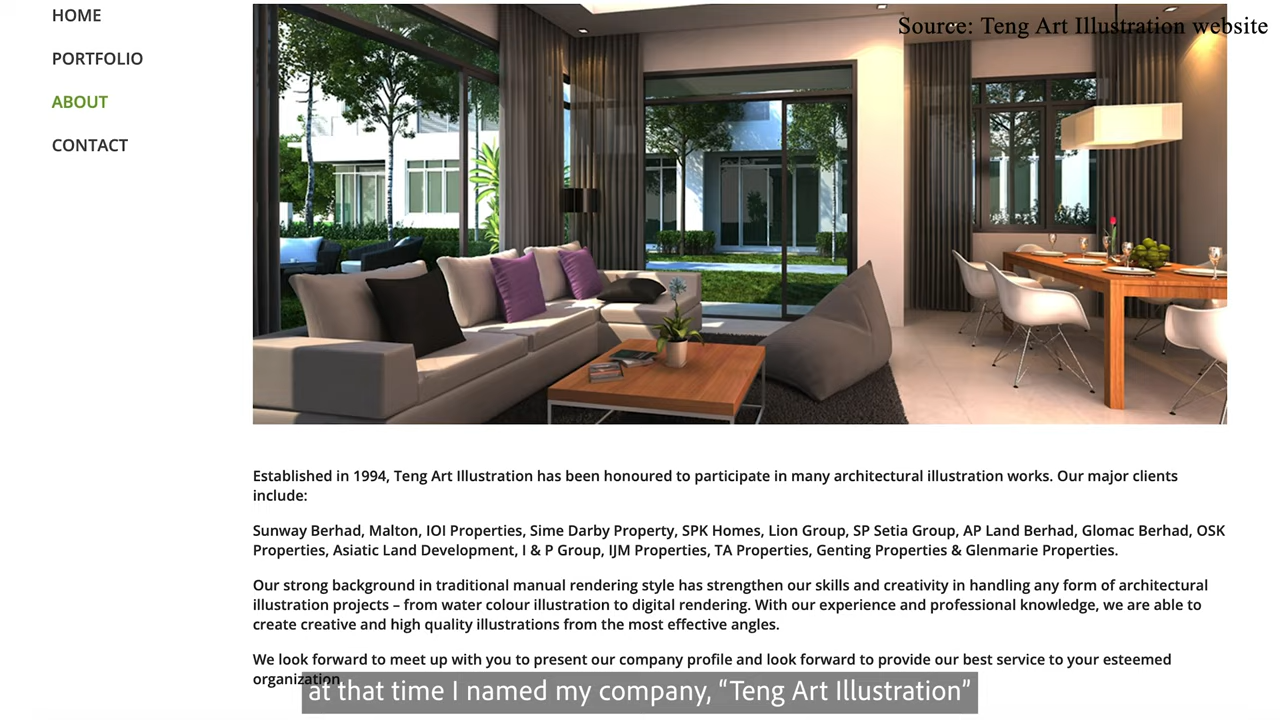 HOME
Source: Teng Art Illustration website
PORTFOLIO
ABOUT
CONTACT
Established in 1994, Teng Art Illustration has been honoured to participate in many architectural illustration works. Our major clients
include:
Sunway Berhad, Malton, IOI Properties, Sime Darby Property, SPK Homes, Lion Group, SP Setia Group, AP Land Berhad, Glomac Berhad, OSK
Properties, Asiatic Land Development, I & P Group, IJM Properties, TA Properties, Genting Properties & Glenmarie Properties.
Our strong background in traditional manual rendering style has strengthen our skills and creativity in handling any form of architectural
illustration projects – from water colour illustration to digital rendering. With our experience and professional knowledge, we are able to
create creative and high quality illustrations from the most effective angles.
We look forward to meet up with you to present our company profile and look forward to provide our best service to your esteemed
organization
at that time I named my company, “Teng Art Illustration”